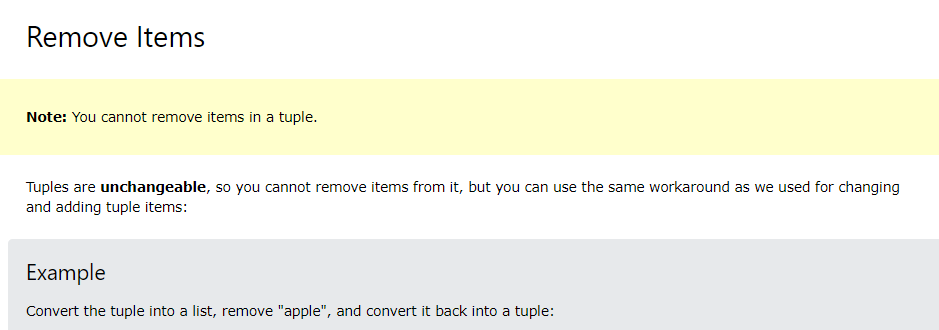 Remove Items
Note: You cannot remove items in a tuple.
Tuples are unchangeable, so you cannot remove items from it, but you can use the same workaround as we used for changing
and adding tuple items:
Example
Convert the tuple into a list, remove "apple", and convert it back into a tuple: